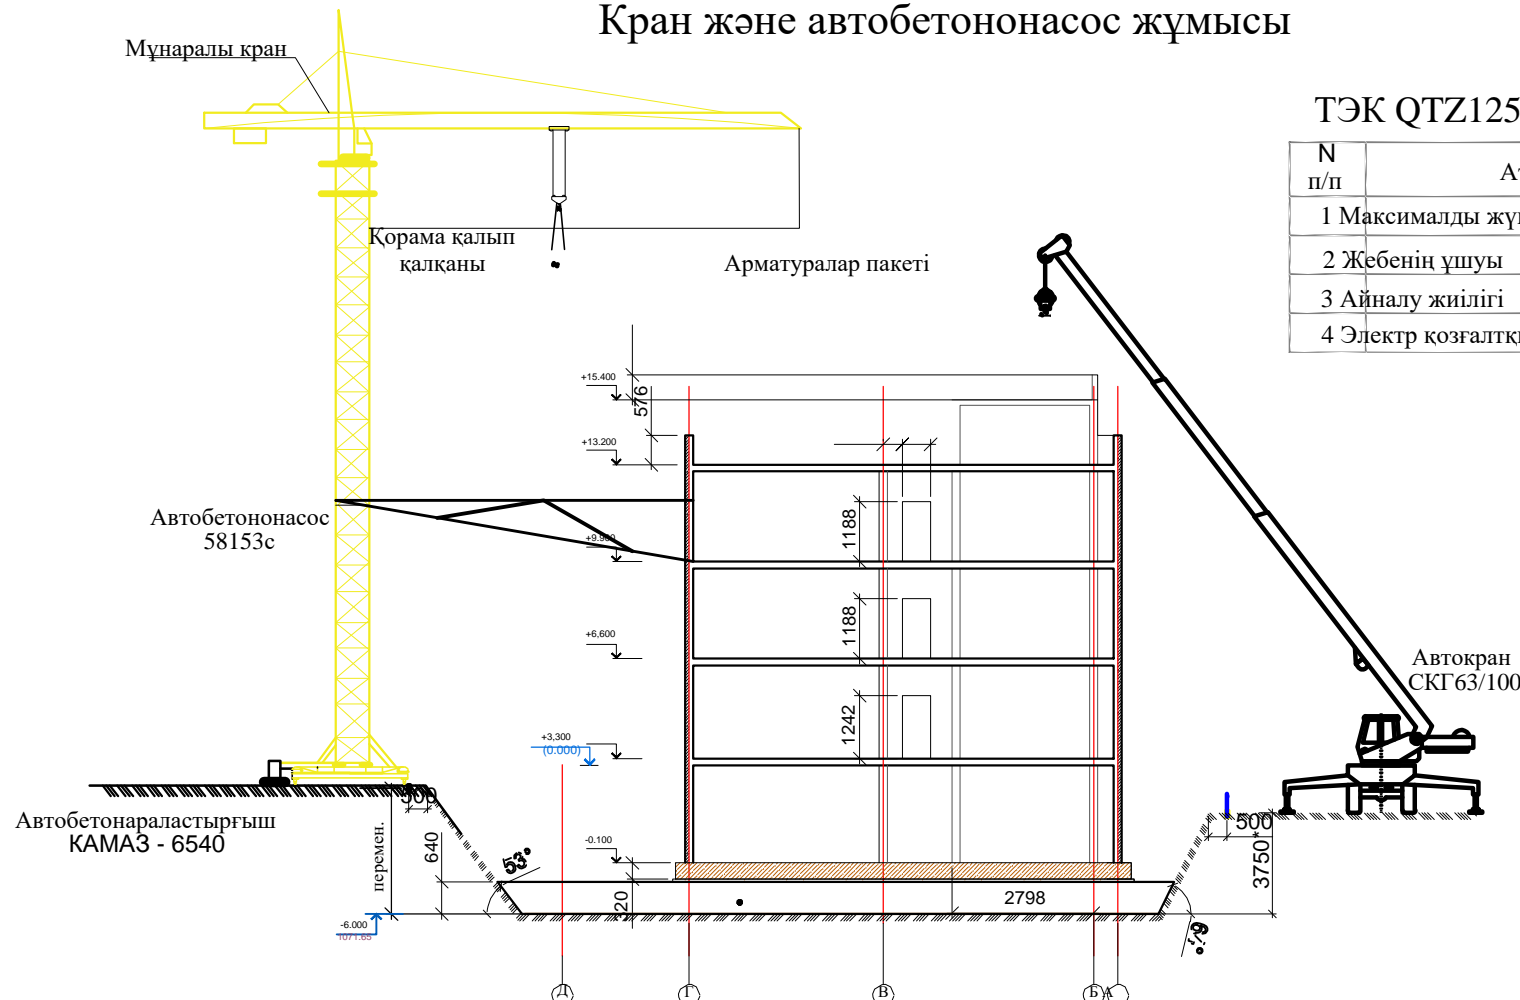 Кран және автобетононасос жұмысы
Мұнаралы кран
ТЭК QTZ125
N
п/п
1 Максималды жүк
2 Жебенің ұшуы
3 Айналу жиілігі
4 Электр қозғалтқ
Қорама қалып
қалқаны
Арматуралар пакеті
+15.400
576
+13.200
Автобетононасос
58153с
+9.900
1188
+6,600
1188
Автокран
СКГ63/100
1242
+3,300
(0.000)
500
Автобетонараластырғыш
КАМАЗ - 6540
перемен.
640
53°
-0.100
320
2798
500
3750*
-6.000
1071.65
Д
Г
В
Б
А